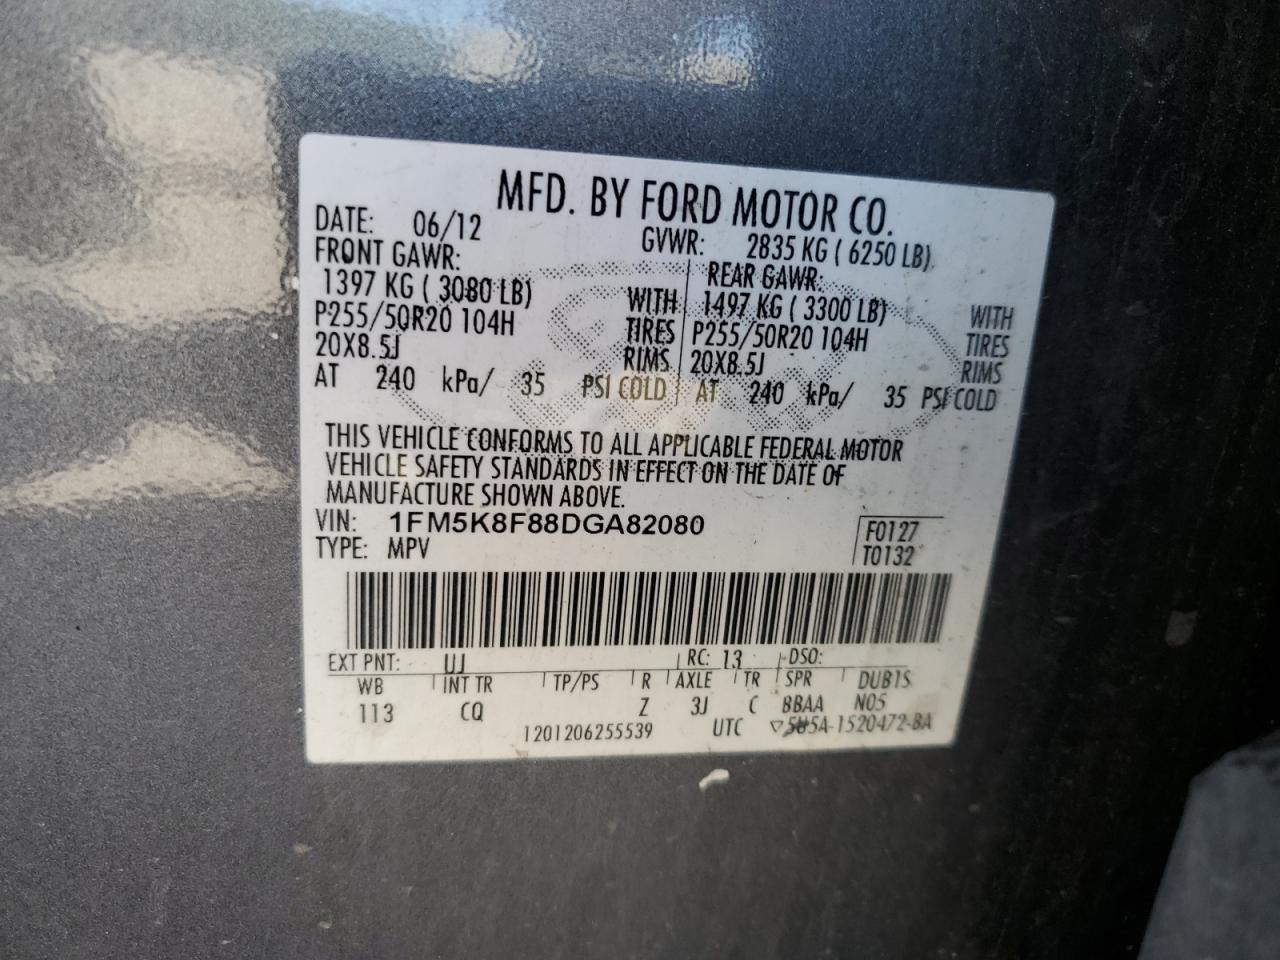 MFD. BY FORD MOTOR CO.
DATE: 06/12 GVWR: 2835 KG ( 6250 LB)
FRONT GAWR: REAR GAWR:
1397 KG ( 3080 LB) WITH 1497 KG ( 3300 LB) WITH
P255/50R20 104H TIRES P255/50R20 104H TIRES
20X8.5J RIMS 20X8.5J RIMS
AT 240 kPa/ 35 PSI COLD AT 240 kPa/ 35 PSI COLD
THIS VEHICLE CONFORMS TO ALL APPLICABLE FEDERAL MOTOR
VEHICLE SAFETY STANDARDS IN EFFECT ON THE DATE OF
MANUFACTURE SHOWN ABOVE.
VIN: 1FM5K8F88DGA82080 F0127
TYPE: MPV T0132
EXT PNT: UJ RC: 13 DSO:
WB INT TR TP/PS R AXLE TR SPR DUB1S
113 CQ Z 3J C BBAA N05
1201206255539 UTC